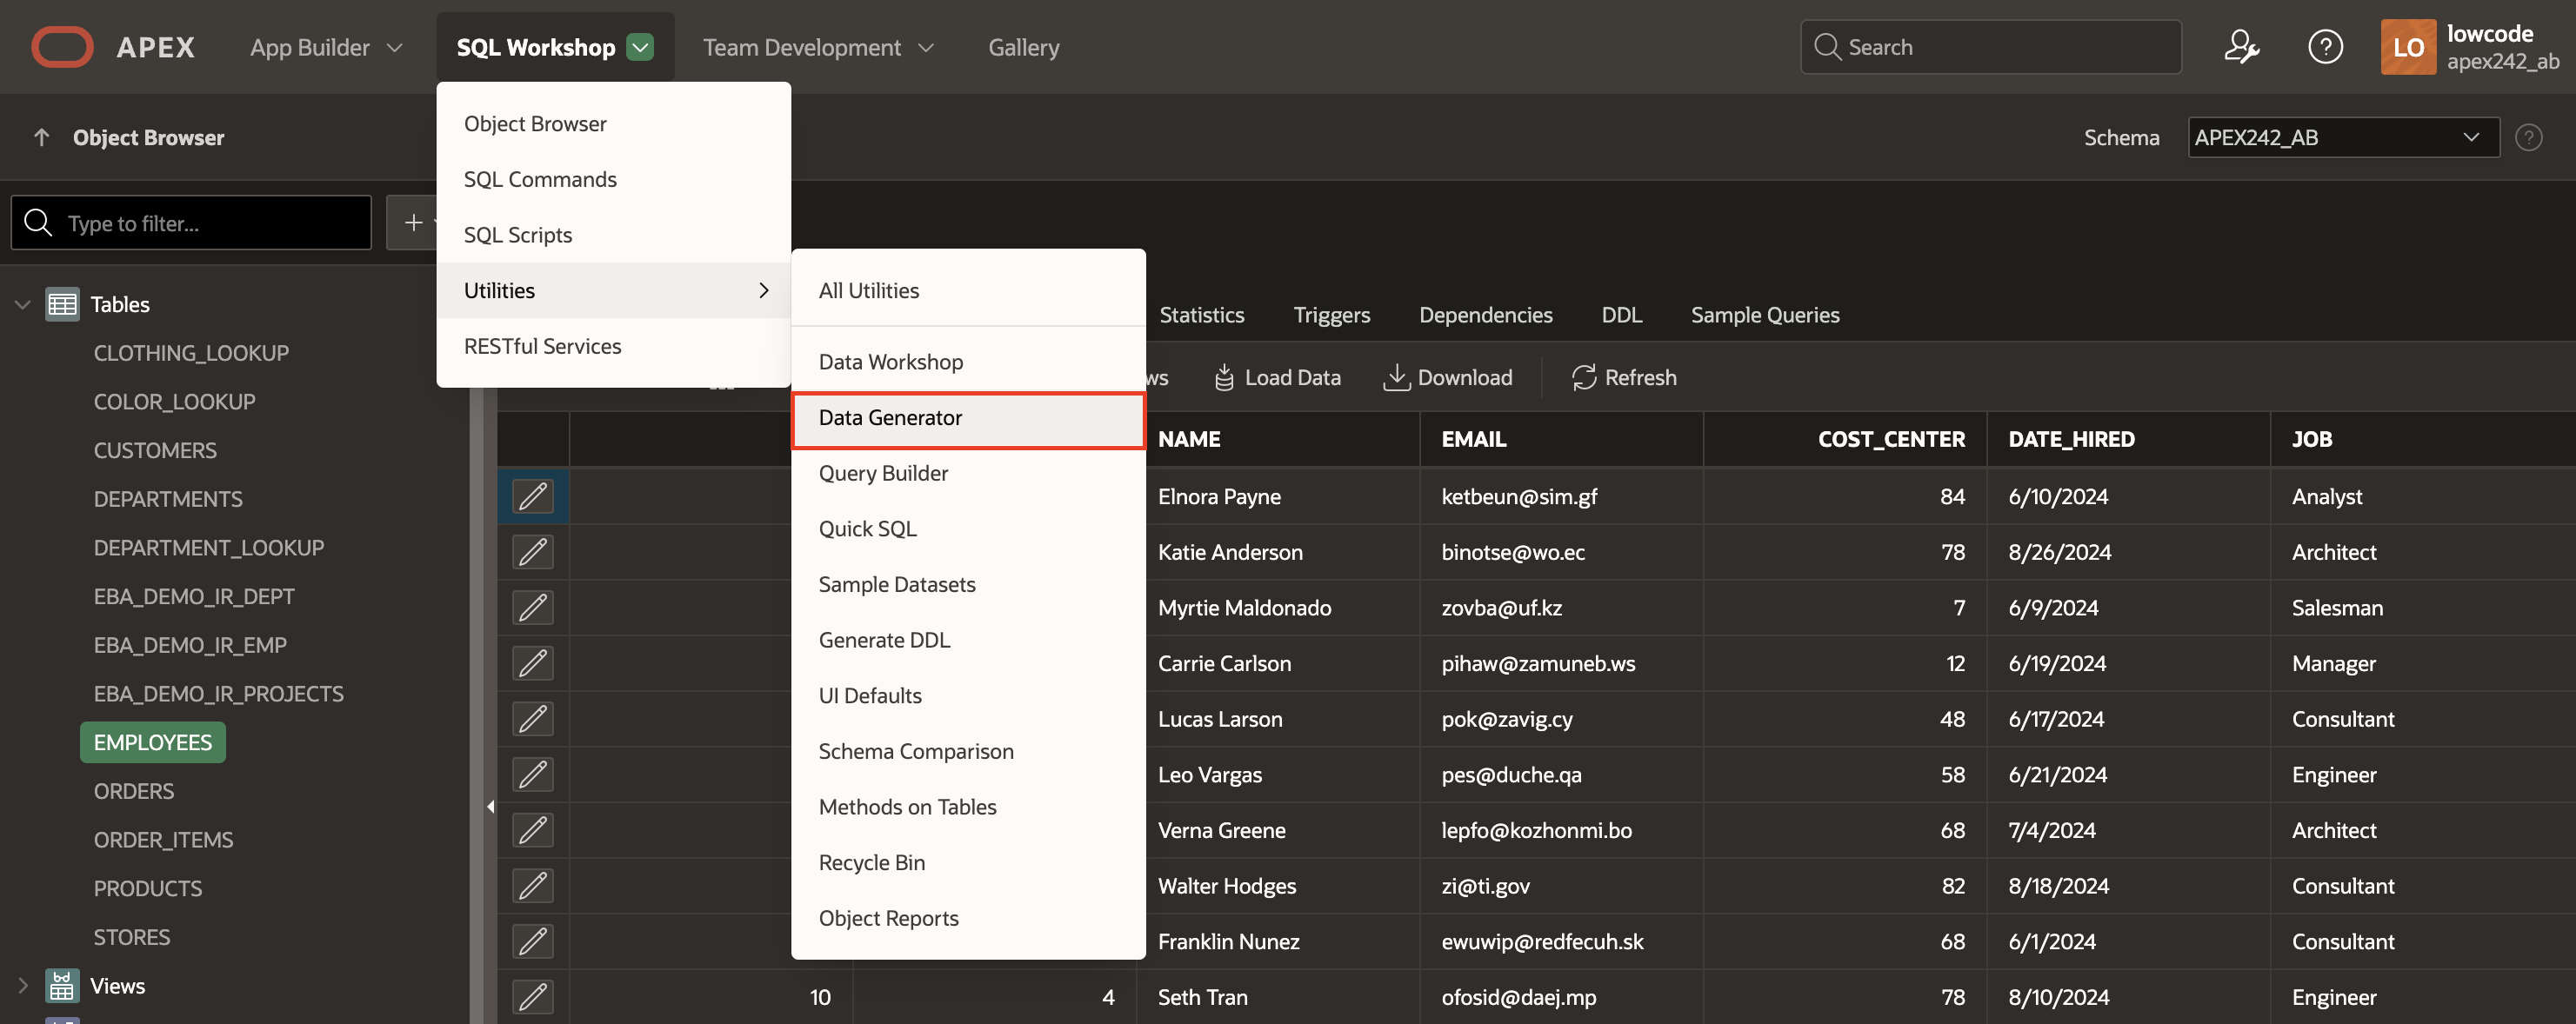 APEX
App Builder
SQL Workshop
Team Development
Gallery
Search
LO
lowcode
apex242_ab
Object Browser
Schema
APEX242_AB
Type to filter...
Tables
CLOTHING_LOOKUP
COLOR_LOOKUP
CUSTOMERS
DEPARTMENTS
DEPARTMENT_LOOKUP
EBA_DEMO_IR_DEPT
EBA_DEMO_IR_EMP
EBA_DEMO_IR_PROJECTS
EMPLOYEES
ORDERS
ORDER_ITEMS
PRODUCTS
STORES
Views
Object Browser
SQL Commands
SQL Scripts
Utilities
RESTful Services
All Utilities
Data Workshop
Data Generator
Query Builder
Quick SQL
Sample Datasets
Generate DDL
UI Defaults
Schema Comparison
Methods on Tables
Recycle Bin
Object Reports
Statistics Triggers Dependencies DDL Sample Queries
ws Load Data Download Refresh
NAME EMAIL COST_CENTER DATE_HIRED JOB
Elnora Payne ketbeun@sim.gf 84 6/10/2024 Analyst
Katie Anderson binotse@wo.ec 78 8/26/2024 Architect
Myrtie Maldonado zovba@uf.kz 7 6/9/2024 Salesman
Carrie Carlson pihaw@zamuneb.ws 12 6/19/2024 Manager
Lucas Larson pok@zavig.cy 48 6/17/2024 Consultant
Leo Vargas pes@duche.qa 58 6/21/2024 Engineer
Verna Greene lepfo@kozhonmi.bo 68 7/4/2024 Architect
Walter Hodges zi@ti.gov 82 8/18/2024 Consultant
Franklin Nunez ewuwip@redfecuh.sk 68 6/1/2024 Consultant
10 4 Seth Tran ofosid@daej.mp 78 8/10/2024 Engineer